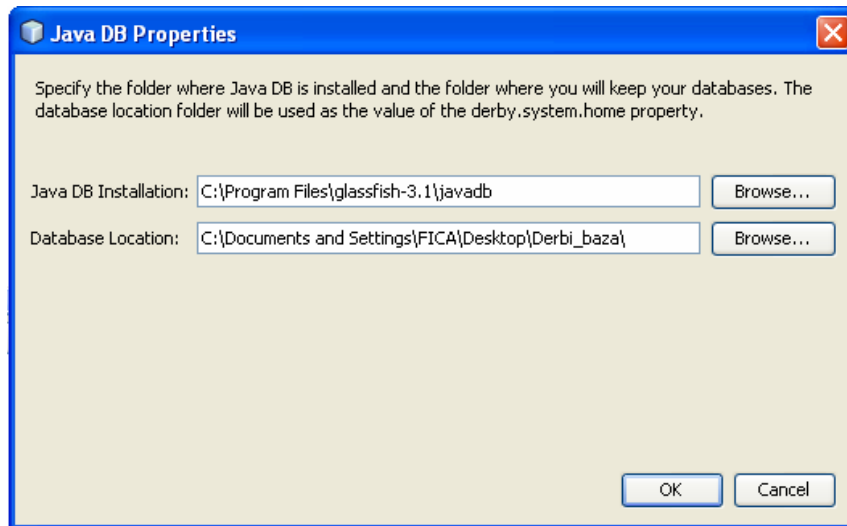 Java DB Properties
Specify the folder where Java DB is installed and the folder where you will keep your databases. The
database location folder will be used as the value of the derby.system.home property.
Java DB Installation: C:\Program Files\glassfish-3.1\javadb Browse...
Database Location: C:\Documents and Settings\FICA\Desktop\Derbi_baza\ Browse...
OK Cancel